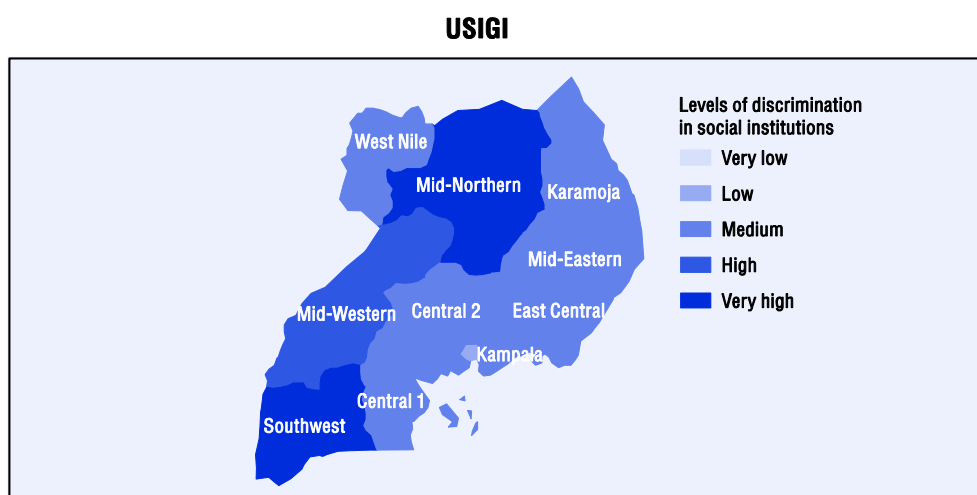 USIGI
Levels of discrimination
in social institutions
Very low
Low
Medium
High
Very high
West Nile
Mid-Northern
Karamoja
Mid-Eastern
Mid-Western
Central 2
East Central
Kampala
Central 1
Southwest